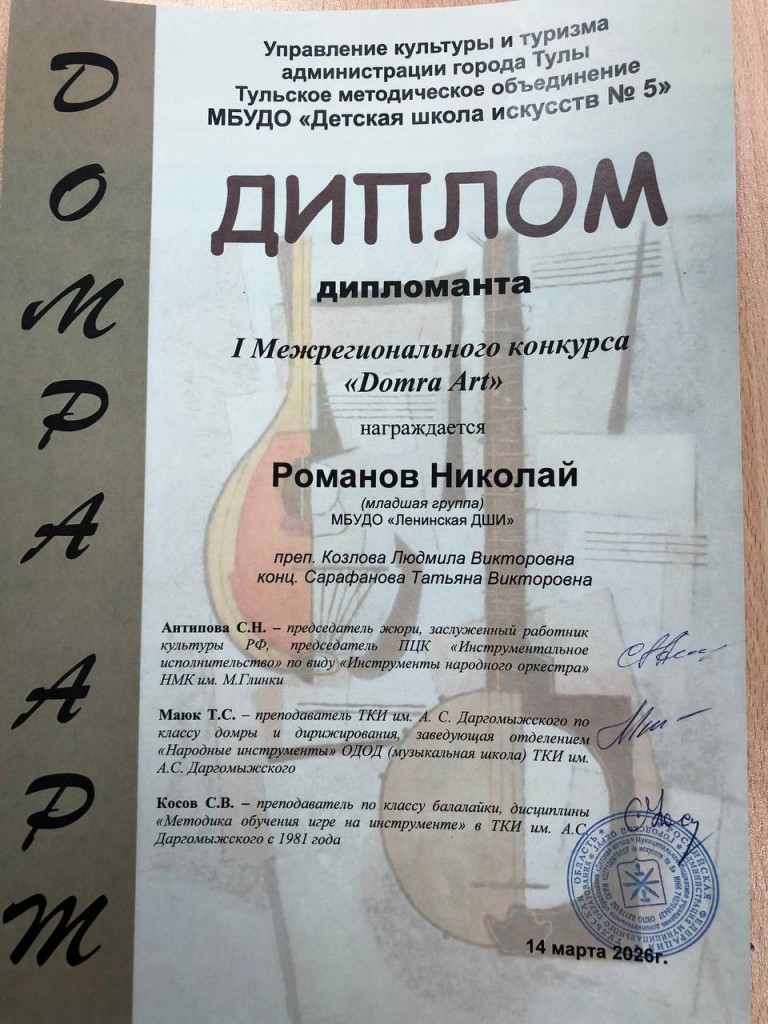 ДОМРА АРТ
Управление культуры и туризма
администрации города Тулы
Тульское методическое объединение
МБУДО «Детская школа искусств № 5»
ДИПЛОМ
дипломанта
I Межрегионального конкурса
«Domra Art»
награждается
Романов Николай
(младшая группа)
МБУДО «Ленинская ДШИ»
преп. Козлова Людмила Викторовна
конц. Сарафанова Татьяна Викторовна
Антипова С.Н. – председатель жюри, заслуженный работник
культуры РФ, председатель ПЦК «Инструментальное
исполнительство» по виду «Инструменты народного оркестра»
НМК им. М.Глинки
Маюк Т.С. – преподаватель ТКИ им. А. С. Даргомыжского по
классу домры и дирижирования, заведующая отделением
«Народные инструменты» ОДОД (музыкальная школа) ТКИ им.
А.С. Даргомыжского
Косов С.В. – преподаватель по классу балалайки, дисциплины
«Методика обучения игре на инструменте» в ТКИ им. А.С.
Даргомыжского с 1981 года
14 марта 2026г.